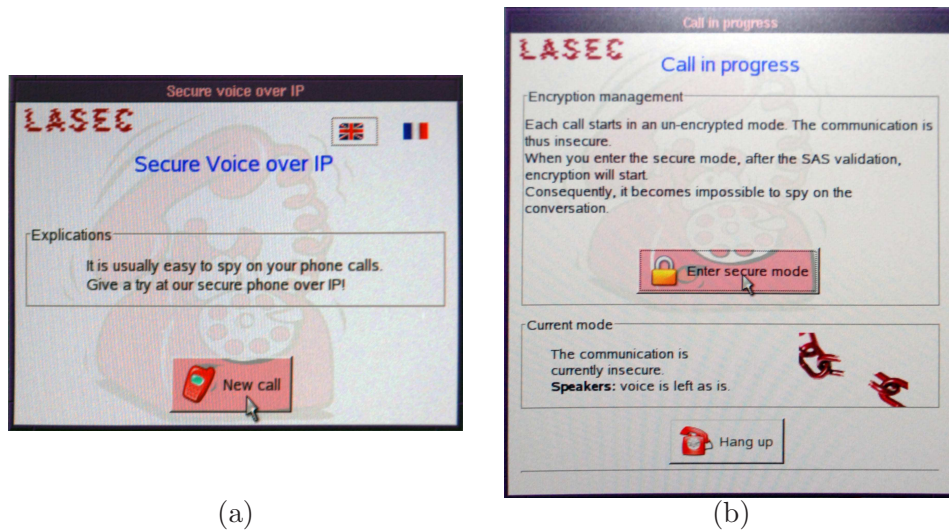 Secure voice over IP
LASEC
Secure Voice over IP
Explications
It is usually easy to spy on your phone calls.
Give a try at our secure phone over IP!
New call
(a)
Call in progress
LASEC
Call in progress
Encryption management
Each call starts in an un-encrypted mode. The communication is
thus insecure.
When you enter the secure mode, after the SAS validation,
encryption will start.
Consequently, it becomes impossible to spy on the
conversation.
Enter secure mode
Current mode
The communication is
currently insecure.
Speakers: voice is left as is.
Hang up
(b)